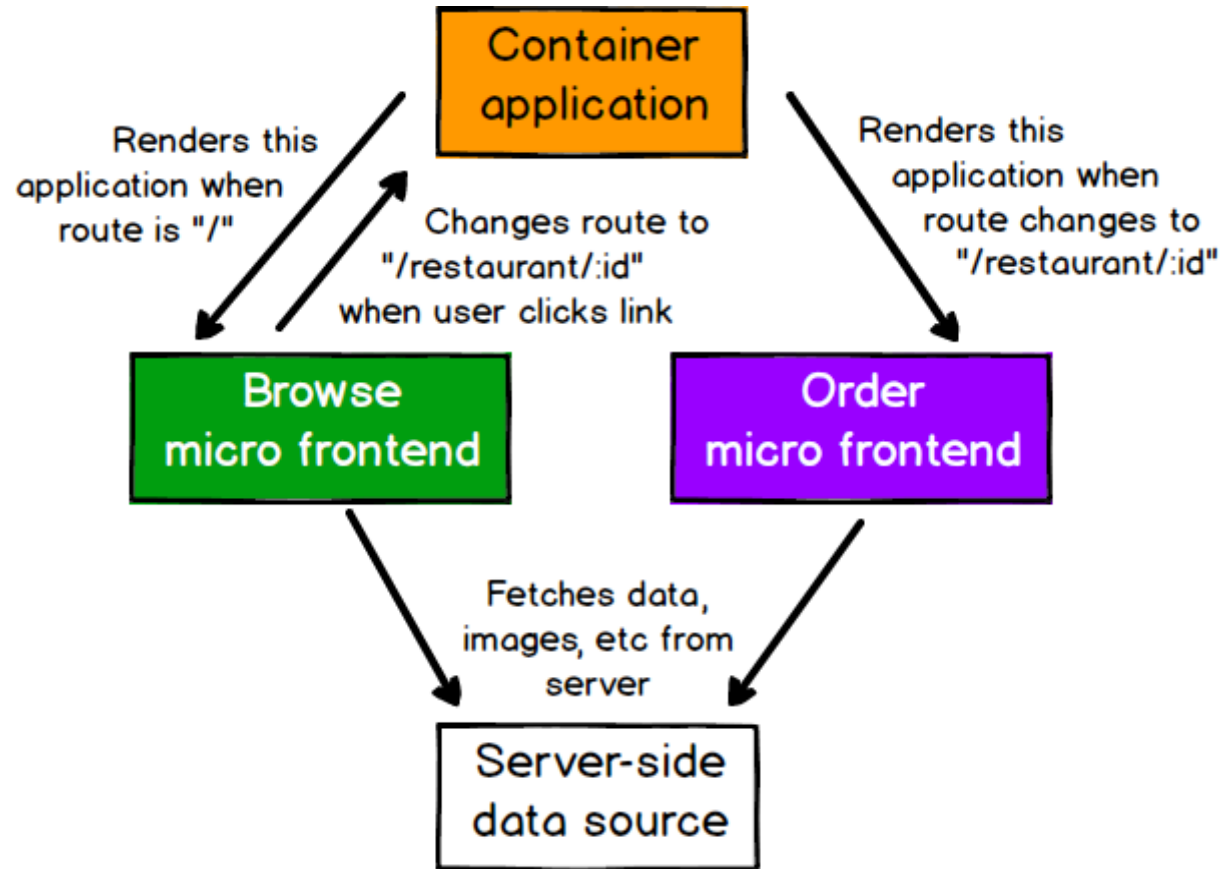 Container
application
Renders this
application when
route is "/"
Changes route to
"/restaurant/:id"
when user clicks link
Renders this
application when
route changes to
"/restaurant/:id"
Browse
micro frontend
Order
micro frontend
Fetches data,
images, etc from
server
Server-side
data source